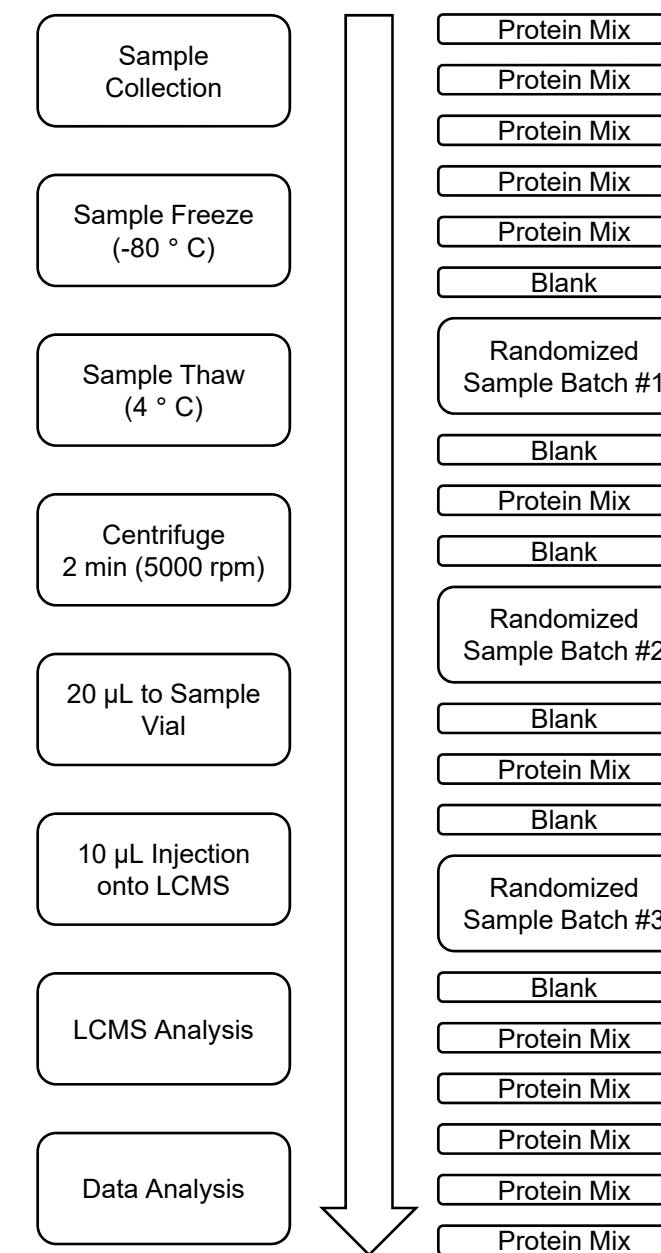 Sample
Collection
Sample Freeze
(-80 ° C)
Sample Thaw
(4 ° C)
Centrifuge
2 min (5000 rpm)
20 µL to Sample
Vial
10 µL Injection
onto LCMS
LCMS Analysis
Data Analysis
Protein Mix
Protein Mix
Protein Mix
Protein Mix
Protein Mix
Blank
Randomized
Sample Batch #1
Blank
Protein Mix
Blank
Randomized
Sample Batch #2
Blank
Protein Mix
Blank
Randomized
Sample Batch #3
Blank
Protein Mix
Protein Mix
Protein Mix
Protein Mix
Protein Mix